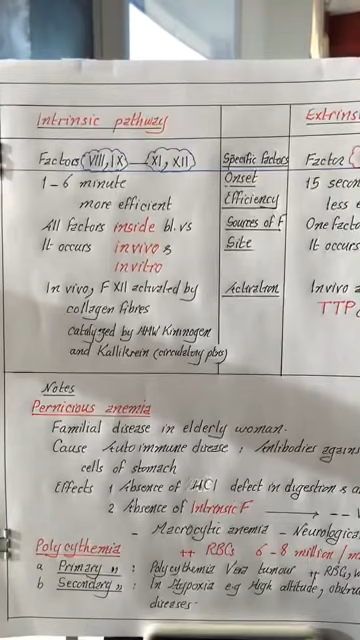 Intrinsic pathway Extrins
Factors VIII, IX — XI, XII Specific factors Factor
1-6 minute Onset 15 secon
more efficient Efficiency less e
All factors inside bl. vs Sources of F One facto
It occurs invivo & Site It occurs
Invitro
In vivo, F XII activated by Activation Invivo
collagen fibres TTP
catalyzed by HMW Kininogen
and Kallikrein (circulatory pbs)
Notes
Pernicious anemia
Familial disease in elderly woman.
Cause Autoimmune disease ; Antibodies again
cells of stomach
Effects 1 Absence of HCl defect in digestion &
2 Absence of Intrinsic F → -- V
- Macrocytic anemia - Neurologica
Polycythemia ++ RBCs 6-8 million/m
a Primary " : Polycythemia Vera tumour ++ RBC, W
b Secondary " : In Hypoxia e.g High altitude, obstru
diseases-